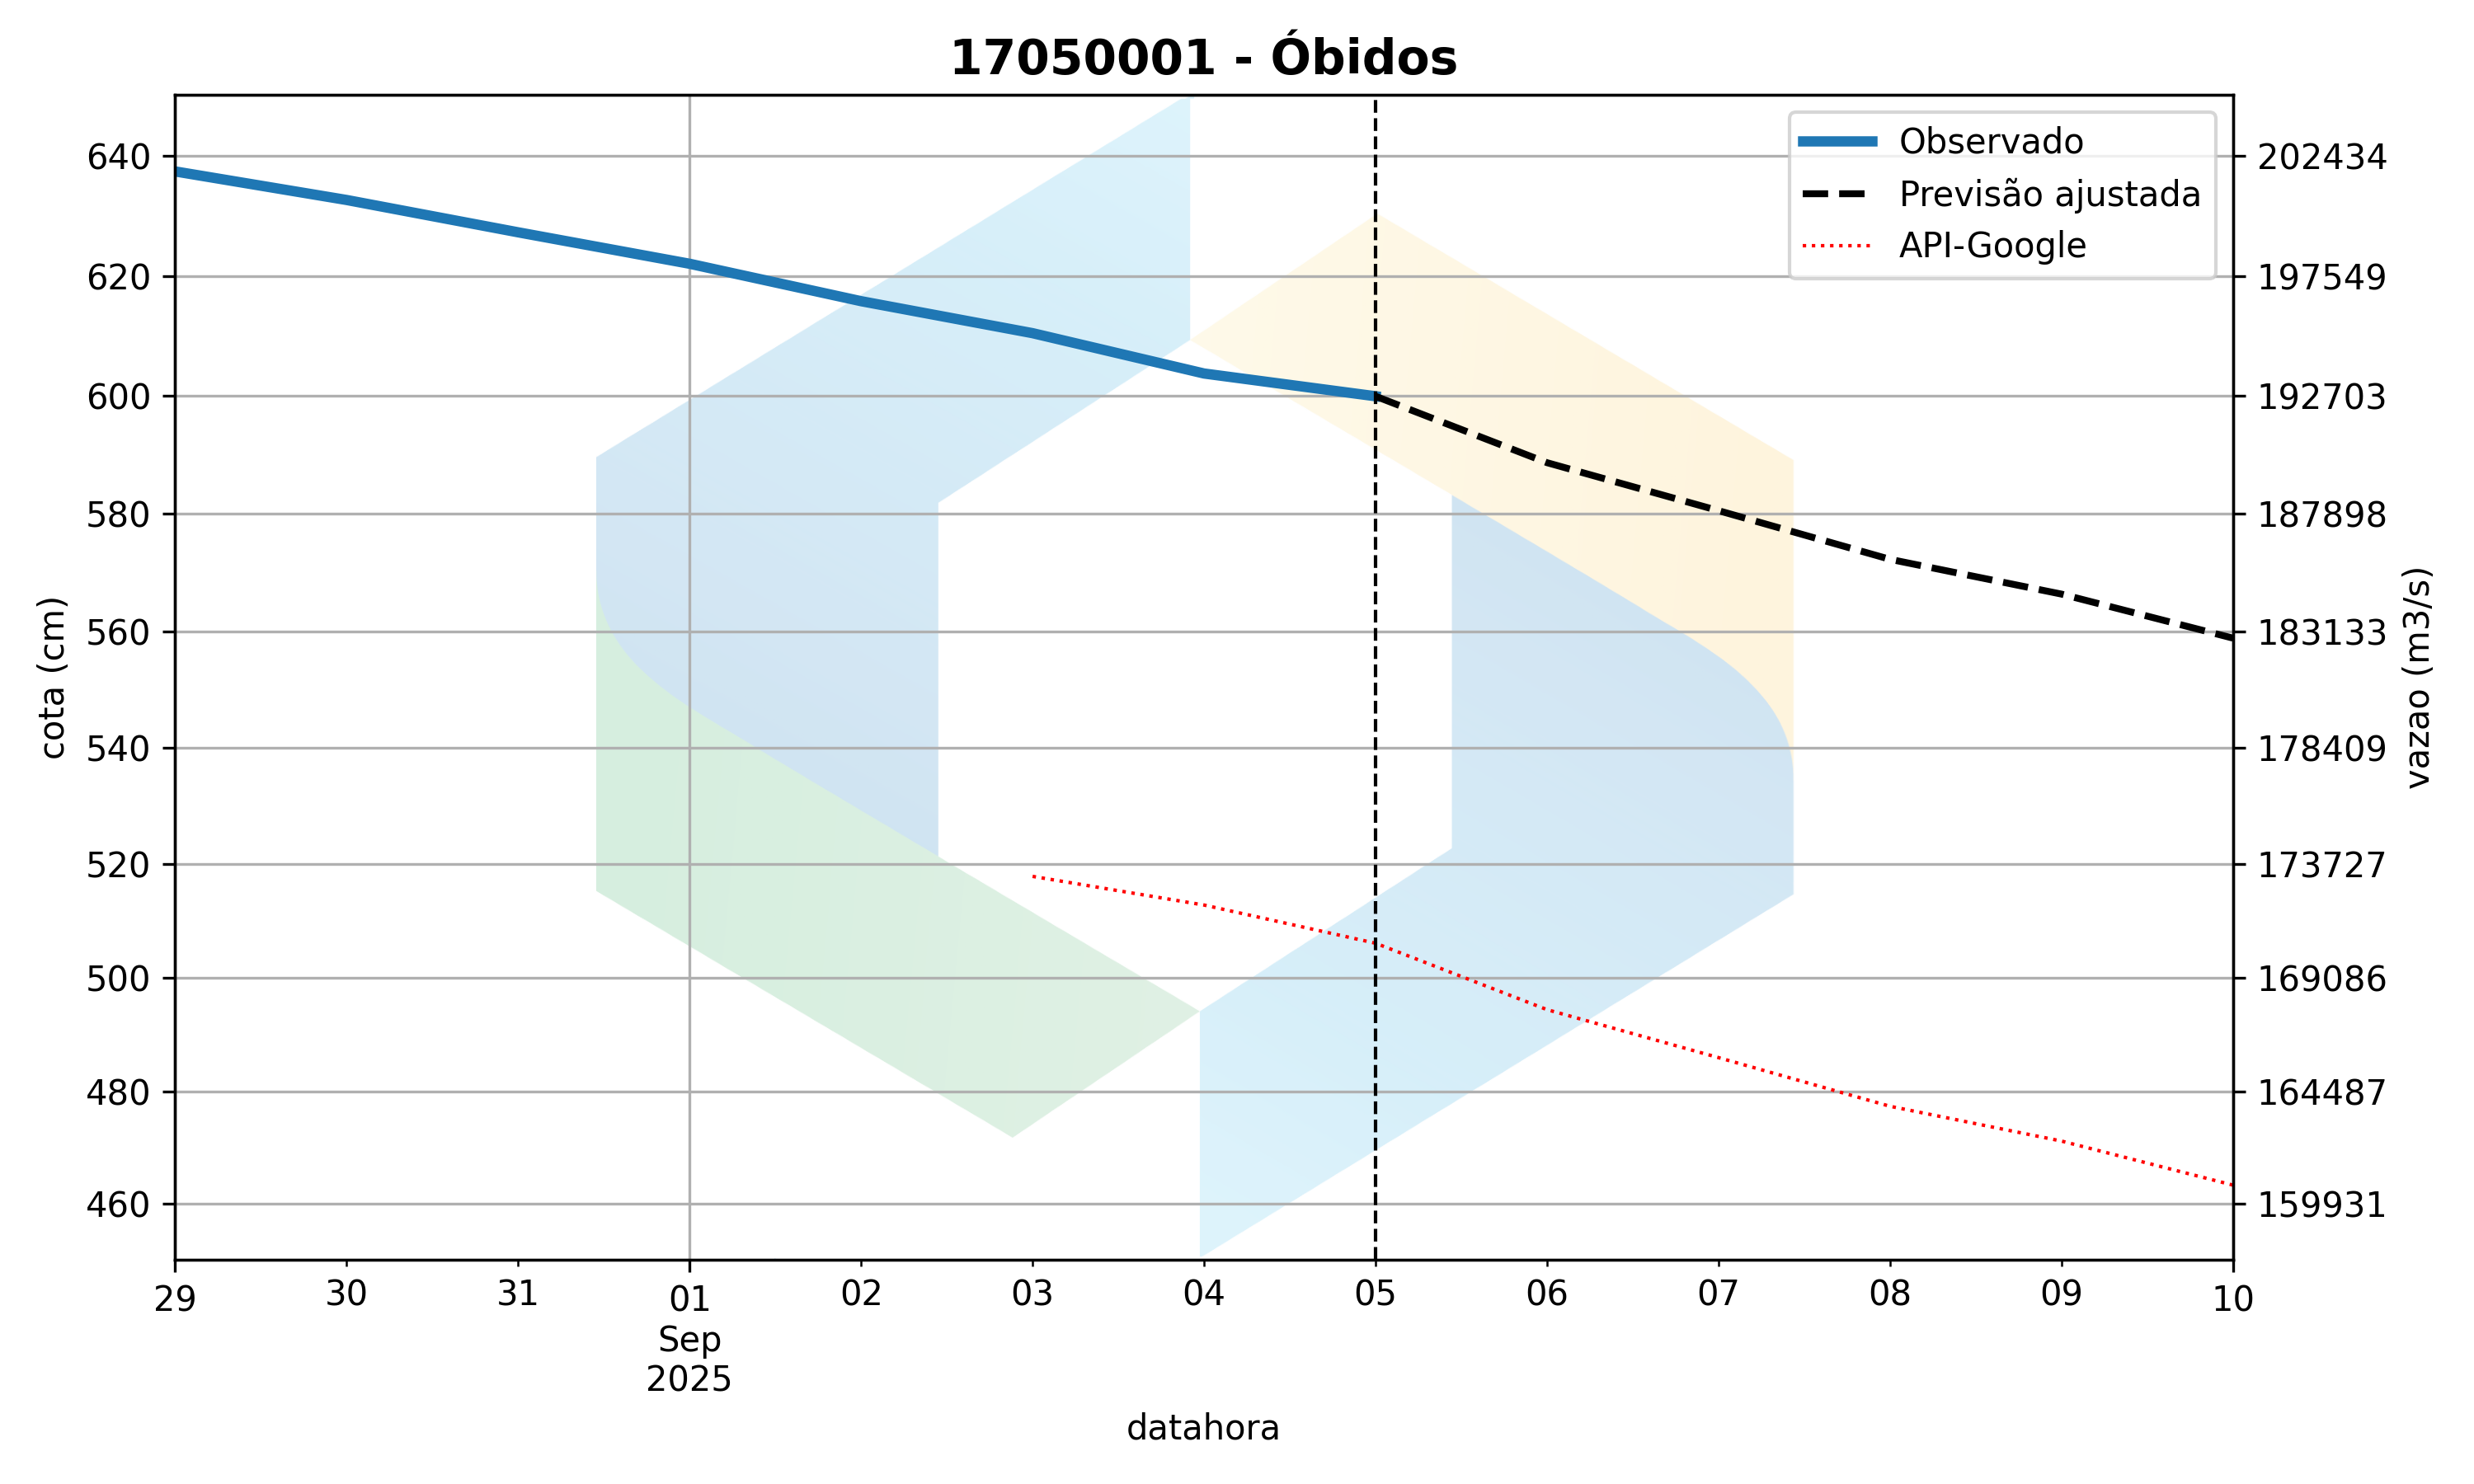 17050001 - Óbidos
Observado
Previsão ajustada
API-Google
640
620
600
580
560
540
520
500
480
460
cota (cm)
202434
197549
192703
187898
183133
178409
173727
169086
164487
159931
vazao (m3/s)
29 30 31 01 02 03 04 05 06 07 08 09 10
Sep
2025
datahora